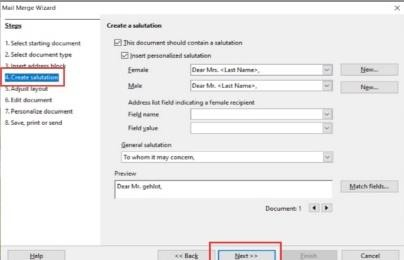 Mail Merge Wizard
Steps
1. Select starting document
2. Select document type
3. Insert address block
4. Create salutation
5. Adjust layout
6. Edit document
7. Personalize document
8. Save, print or send
Create a salutation
This document should contain a salutation
Insert personalized salutation
Female Dear Mrs. <Last Name>, New...
Male Dear Mr. <Last Name>, New...
Address list field indicating a female recipient
Field name
Field value
General salutation
To whom it may concern,
Preview
Dear Mr. gehlot, Match fields...
Document: 1
Help << Back Next >> Finish Cancel